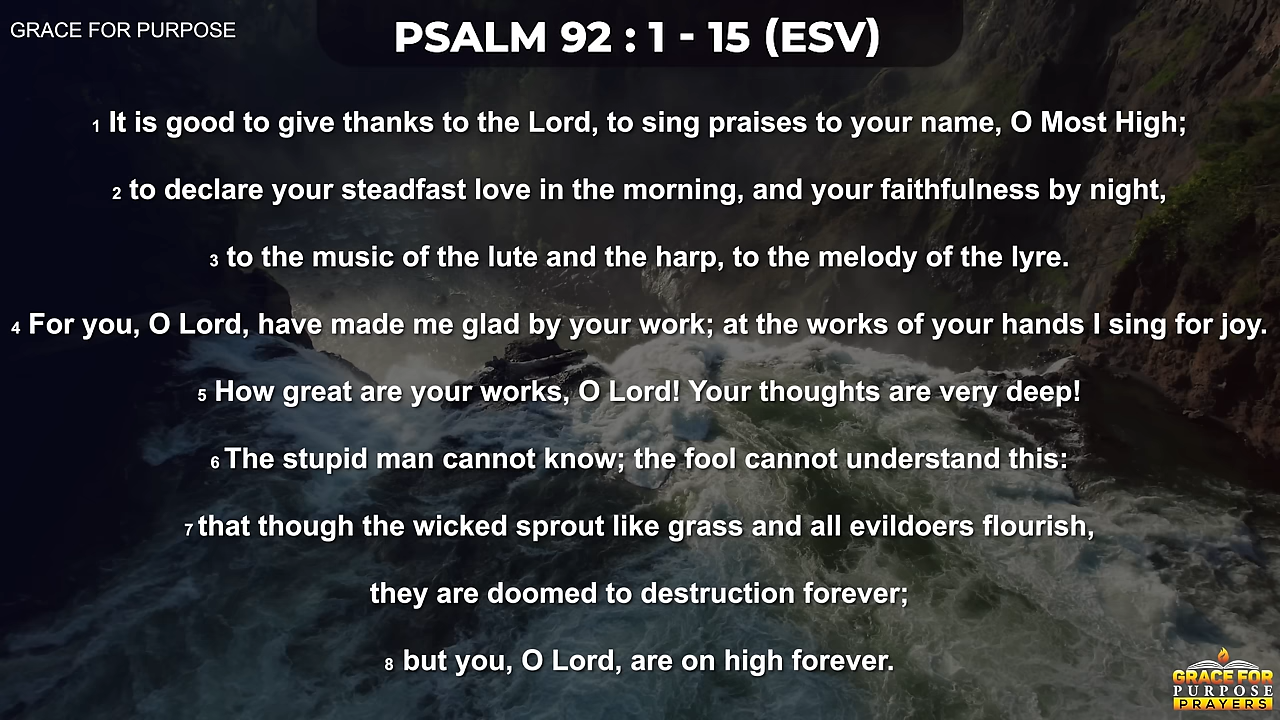 GRACE FOR PURPOSE
PSALM 92 : 1 - 15 (ESV)
1 It is good to give thanks to the Lord, to sing praises to your name, O Most High;
2 to declare your steadfast love in the morning, and your faithfulness by night,
3 to the music of the lute and the harp, to the melody of the lyre.
4 For you, O Lord, have made me glad by your work; at the works of your hands I sing for joy.
5 How great are your works, O Lord! Your thoughts are very deep!
6 The stupid man cannot know; the fool cannot understand this:
7 that though the wicked sprout like grass and all evildoers flourish,
they are doomed to destruction forever;
8 but you, O Lord, are on high forever.
GRACE FOR
PURPOSE
PRAYERS